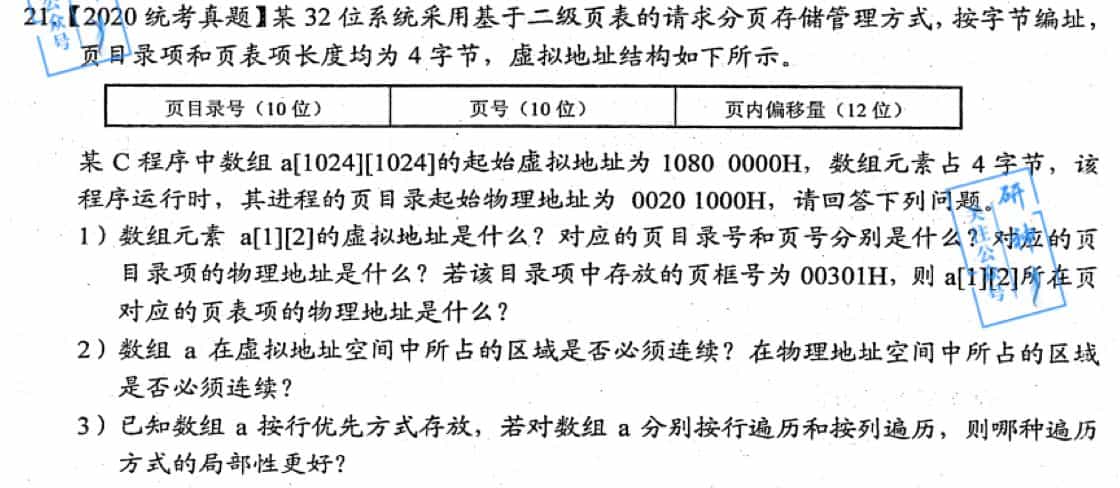 21.【2020 统考真题】某 32 位系统采用基于二级页表的请求分页存储管理方式，按字节编址，
页目录项和页表项长度均为 4 字节，虚拟地址结构如下所示。
页目录号（10 位） 页号（10 位） 页内偏移量（12 位）
某 C 程序中数组 a[1024][1024]的起始虚拟地址为 1080 0000H，数组元素占 4 字节，该
程序运行时，其进程的页目录起始物理地址为 0020 1000H，请回答下列问题。
1）数组元素 a[1][2]的虚拟地址是什么？对应的页目录号和页号分别是什么？对应的页
目录项的物理地址是什么？若该目录项中存放的页框号为 00301H，则 a[1][2]所在页
对应的页表项的物理地址是什么？
2）数组 a 在虚拟地址空间中所占的区域是否必须连续？在物理地址空间中所占的区域
是否必须连续？
3）已知数组 a 按行优先方式存放，若对数组 a 分别按行遍历和按列遍历，则哪种遍历
方式的局部性更好？
公众号
研
关注公众号